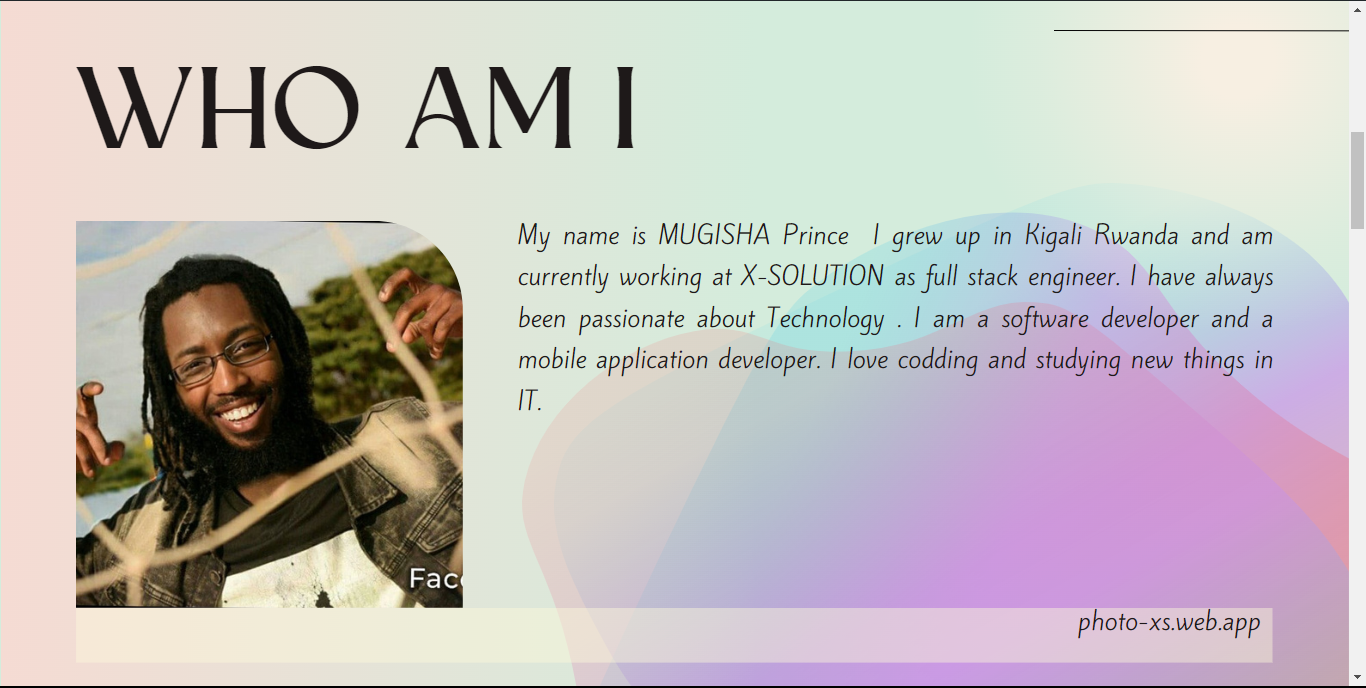 WHO AM I
My name is MUGISHA Prince I grew up in Kigali Rwanda and am
currently working at X-SOLUTION as full stack engineer. I have always
been passionate about Technology . I am a software developer and a
mobile application developer. I love codding and studying new things in
IT.
Fac
photo-xs.web.app